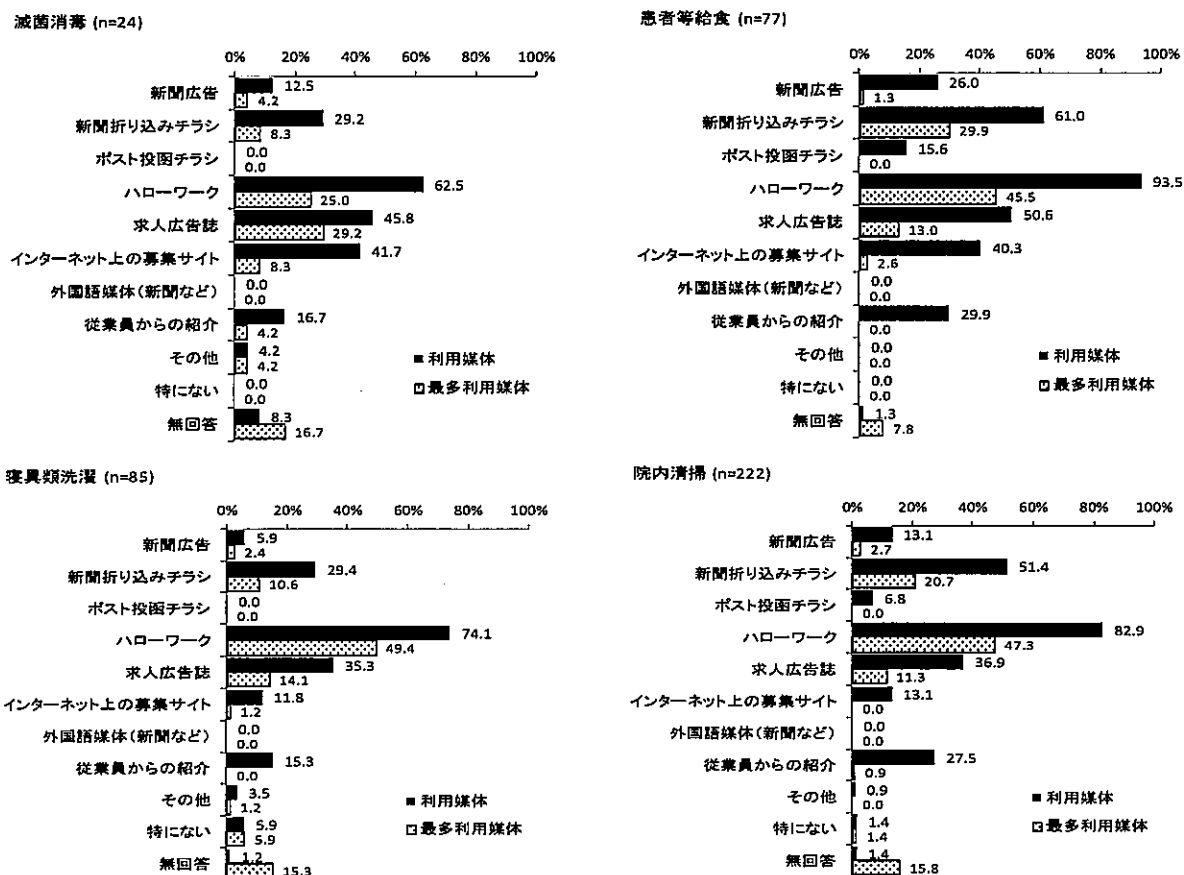 滅菌消毒 (n=24)
0% 20% 40% 60% 80% 100%
新聞広告 12.5
4.2
新聞折り込みチラシ 29.2
8.3
ポスト投函チラシ 0.0
0.0
ハローワーク 62.5
25.0
求人広告誌 45.8
29.2
インターネット上の募集サイト 41.7
8.3
外国語媒体(新聞など) 0.0
0.0
従業員からの紹介 16.7
4.2
その他 4.2
4.2
特にない 0.0
0.0
無回答 8.3
16.7
■利用媒体
□最多利用媒体
患者等給食 (n=77)
0% 20% 40% 60% 80% 100%
新聞広告 26.0
1.3
新聞折り込みチラシ 61.0
29.9
ポスト投函チラシ 15.6
0.0
ハローワーク 93.5
45.5
求人広告誌 50.6
13.0
インターネット上の募集サイト 40.3
2.6
外国語媒体(新聞など) 0.0
0.0
従業員からの紹介 29.9
0.0
その他 0.0
0.0
特にない 0.0
0.0
無回答 1.3
7.8
■利用媒体
□最多利用媒体
寝具類洗濯 (n=85)
0% 20% 40% 60% 80% 100%
新聞広告 5.9
2.4
新聞折り込みチラシ 29.4
10.6
ポスト投函チラシ 0.0
0.0
ハローワーク 74.1
49.4
求人広告誌 35.3
14.1
インターネット上の募集サイト 11.8
1.2
外国語媒体(新聞など) 0.0
0.0
従業員からの紹介 15.3
0.0
その他 3.5
1.2
特にない 5.9
5.9
無回答 1.2
15.3
■利用媒体
□最多利用媒体
院内清掃 (n=222)
0% 20% 40% 60% 80% 100%
新聞広告 13.1
2.7
新聞折り込みチラシ 51.4
20.7
ポスト投函チラシ 6.8
0.0
ハローワーク 82.9
47.3
求人広告誌 36.9
11.3
インターネット上の募集サイト 13.1
0.0
外国語媒体(新聞など) 0.0
0.0
従業員からの紹介 27.5
0.9
その他 0.9
0.0
特にない 1.4
1.4
無回答 1.4
15.8
■利用媒体
□最多利用媒体